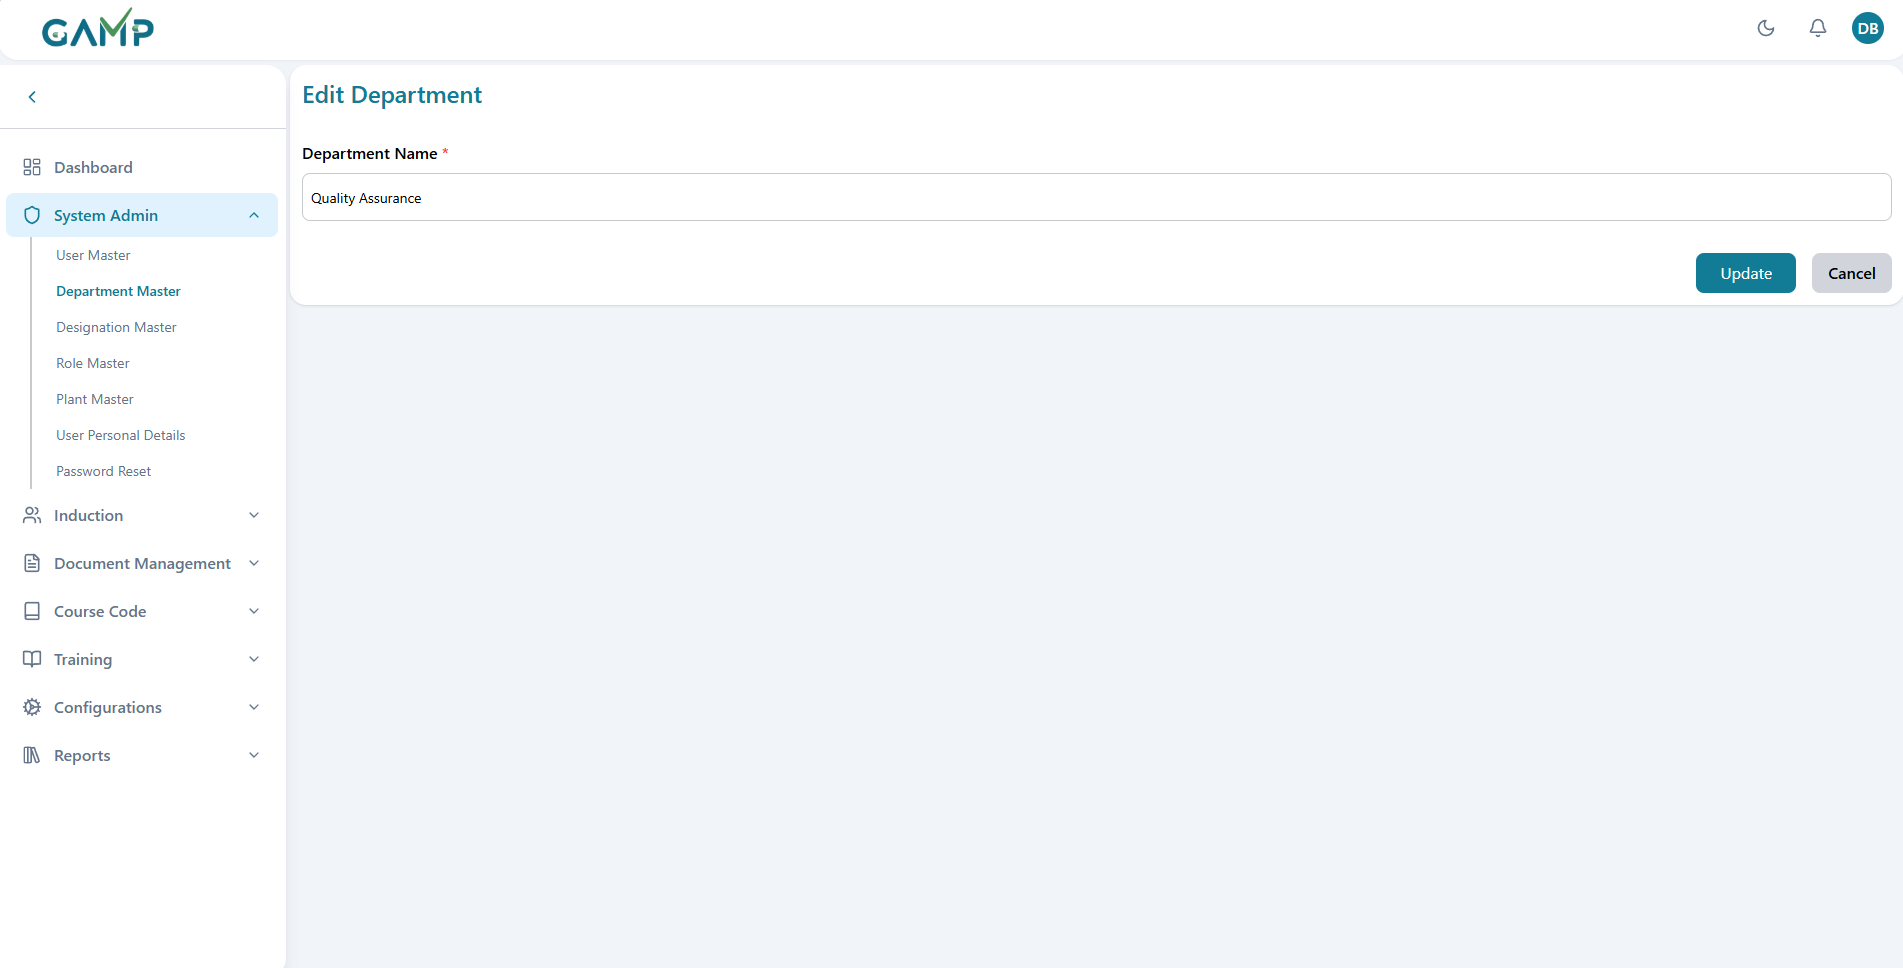 GAMP
DB
Edit Department
Department Name *
Quality Assurance
Update
Cancel
Dashboard
System Admin
User Master
Department Master
Designation Master
Role Master
Plant Master
User Personal Details
Password Reset
Induction
Document Management
Course Code
Training
Configurations
Reports